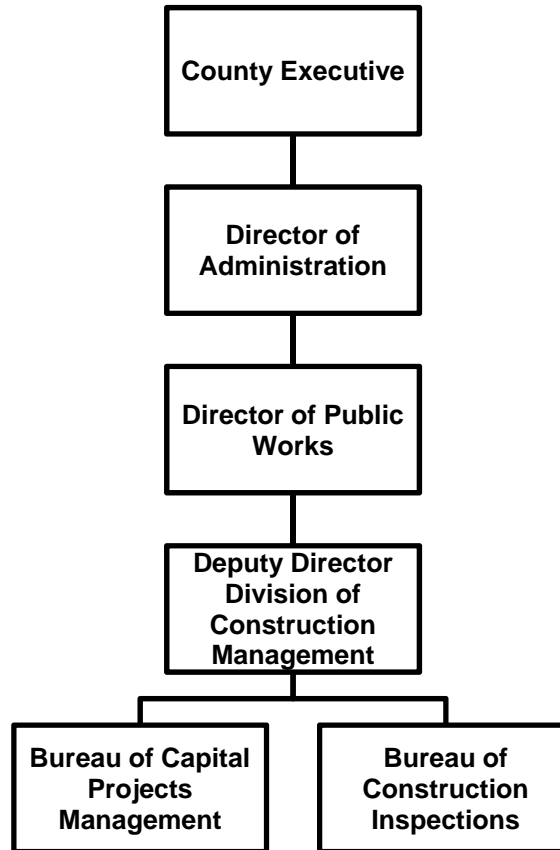 County Executive
Director of
Administration
Director of Public
Works
Deputy Director
Division of
Construction
Management
Bureau of Capital
Projects
Management
Bureau of
Construction
Inspections